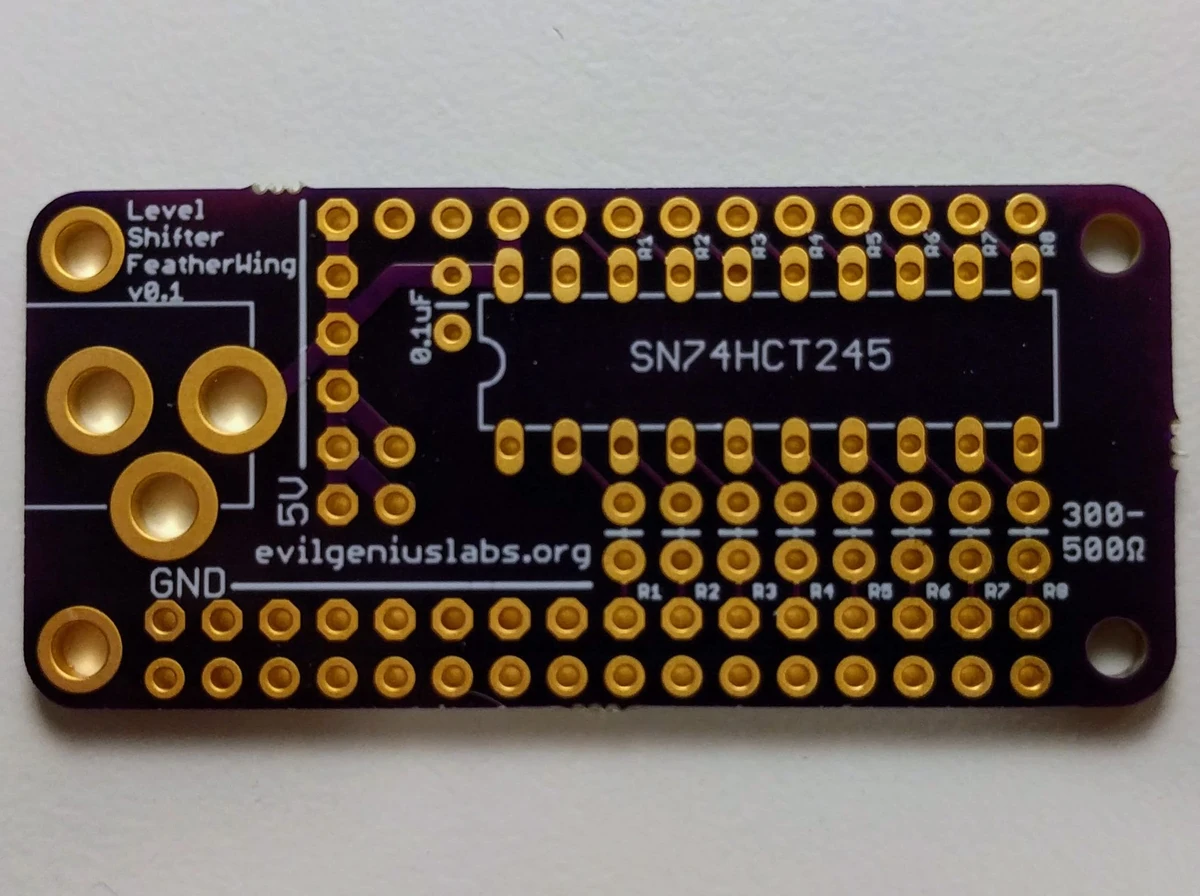 Level
Shifter
FeatherWing
v0.1
R1 R2 R3 R4 R5 R6 R7 R8
0.1uF
SN74HCT245
5V
300-
500Ω
evilgeniuslabs.org
GND
R1 R2 R3 R4 R5 R6 R7 R8